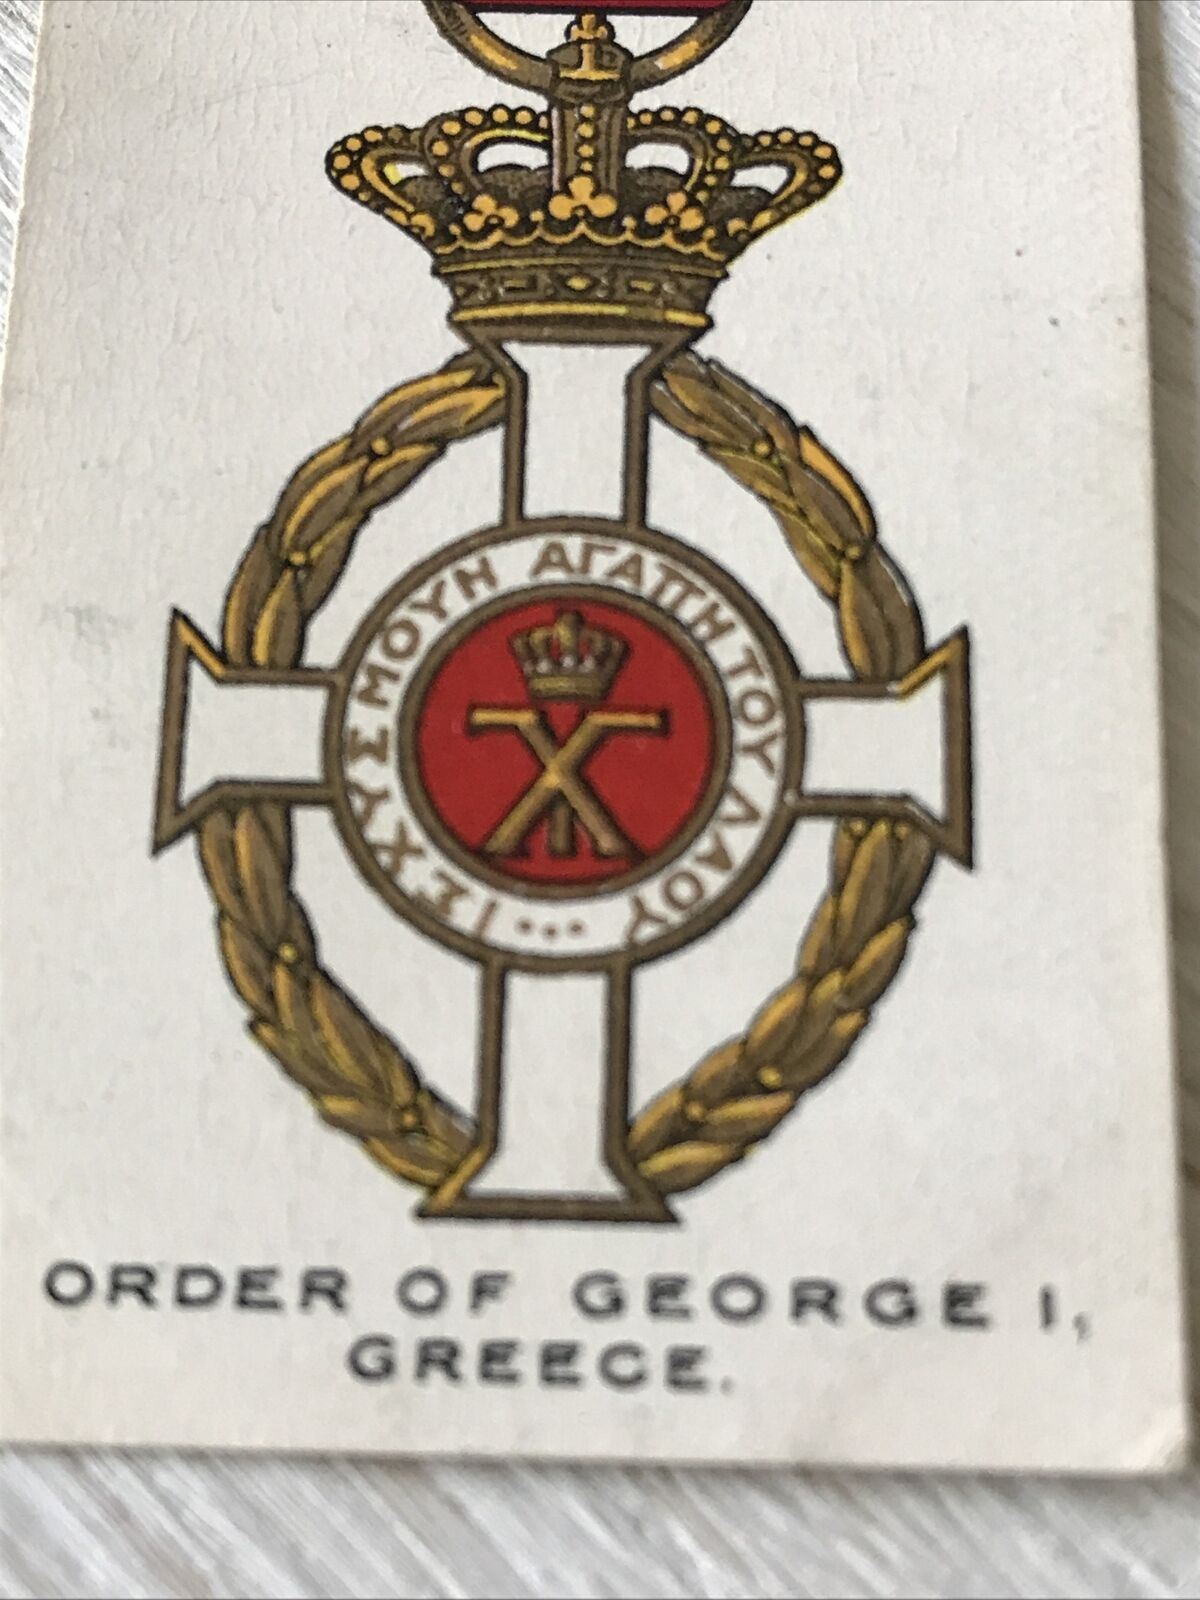 ΙΣΧΥΣ ΜΟΥ Η ΑΓΑΠΗ ΤΟΥ ΛΑΟΥ...
ORDER OF GEORGE I,
GREECE.